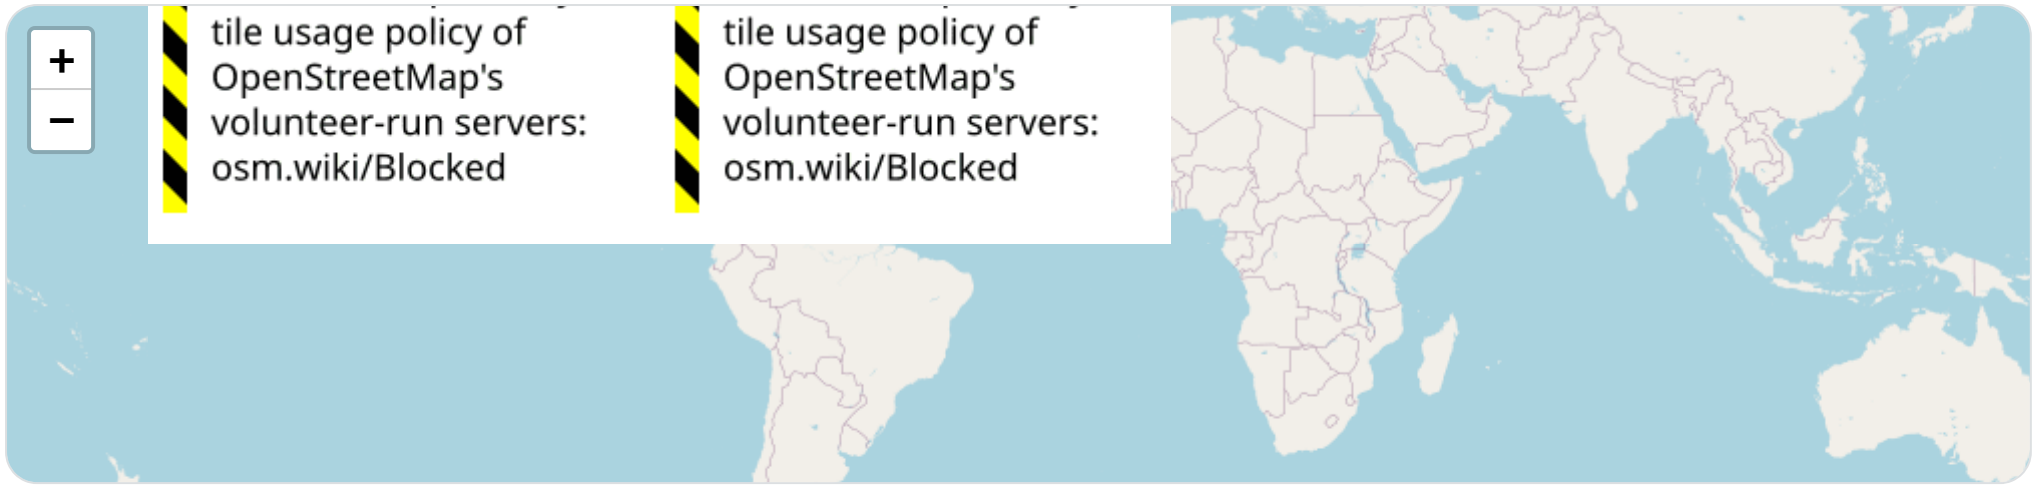 +
−
tile usage policy of
OpenStreetMap's
volunteer-run servers:
osm.wiki/Blocked
tile usage policy of
OpenStreetMap's
volunteer-run servers:
osm.wiki/Blocked